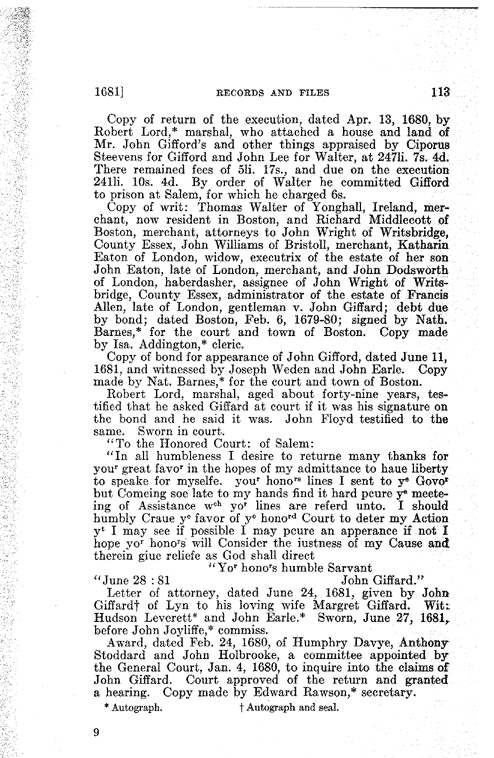 1681] RECORDS AND FILES 113
Copy of return of the execution, dated Apr. 13, 1680, by
Robert Lord,* marshal, who attached a house and land of
Mr. John Gifford's and other things appraised by Ciporus
Steevens for Gifford and John Lee for Walter, at 247li. 7s. 4d.
There remained fees of 5li. 17s., and due on the execution
241li. 10s. 4d. By order of Walter he committed Gifford
to prison at Salem, for which he charged 6s.
Copy of writ: Thomas Walter of Yonghall, Ireland, mer-
chant, now resident in Boston, and Richard Middlecott of
Boston, merchant, attorneys to John Wright of Writsbridge,
County Essex, John Williams of Bristoll, merchant, Katharin
Eaton of London, widow, executrix of the estate of her son
John Eaton, late of London, merchant, and John Dodsworth
of London, haberdasher, assignee of John Wright of Writs-
bridge, County Essex, administrator of the estate of Francis
Allen, late of London, gentleman v. John Giffard; debt due
by bond; dated Boston, Feb. 6, 1679-80; signed by Nath.
Barnes,* for the court and town of Boston. Copy made
by Isa. Addington,* cleric.
Copy of bond for appearance of John Gifford, dated June 11,
1681, and witnessed by Joseph Weden and John Earle. Copy
made by Nat. Barnes,* for the court and town of Boston.
Robert Lord, marshal, aged about forty-nine years, tes-
tified that he asked Giffard at court if it was his signature on
the bond and he said it was. John Floyd testified to the
same. Sworn in court.
"To the Honored Court: of Salem:
"In all humbleness I desire to returne many thanks for
youʳ great favoʳ in the hopes of my admittance to haue liberty
to speake for myselfe. youʳ honoʳˢ lines I sent to yᵉ Govoʳ
but Comeing soe late to my hands find it hard pcure yᵉ meete-
ing of Assistance wᶜʰ yoʳ lines are referd unto. I should
humbly Craue yᵉ favor of yᵉ honoʳᵈ Court to deter my Action
yᵗ I may see if possible I may pcure an apperance if not I
hope yoʳ honoʳs will Consider the iustness of my Cause and
therein giue reliefe as God shall direct
"Yoʳ honoʳs humble Sarvant
"June 28 : 81 John Giffard."
Letter of attorney, dated June 24, 1681, given by John
Giffard† of Lyn to his loving wife Margret Giffard. Wit:
Hudson Leverett* and John Earle.* Sworn, June 27, 1681,
before John Joyliffe,* commiss.
Award, dated Feb. 24, 1680, of Humphry Davye, Anthony
Stoddard and John Holbrooke, a committee appointed by
the General Court, Jan. 4, 1680, to inquire into the claims of
John Giffard. Court approved of the return and granted
a hearing. Copy made by Edward Rawson,* secretary.
* Autograph. † Autograph and seal.
9